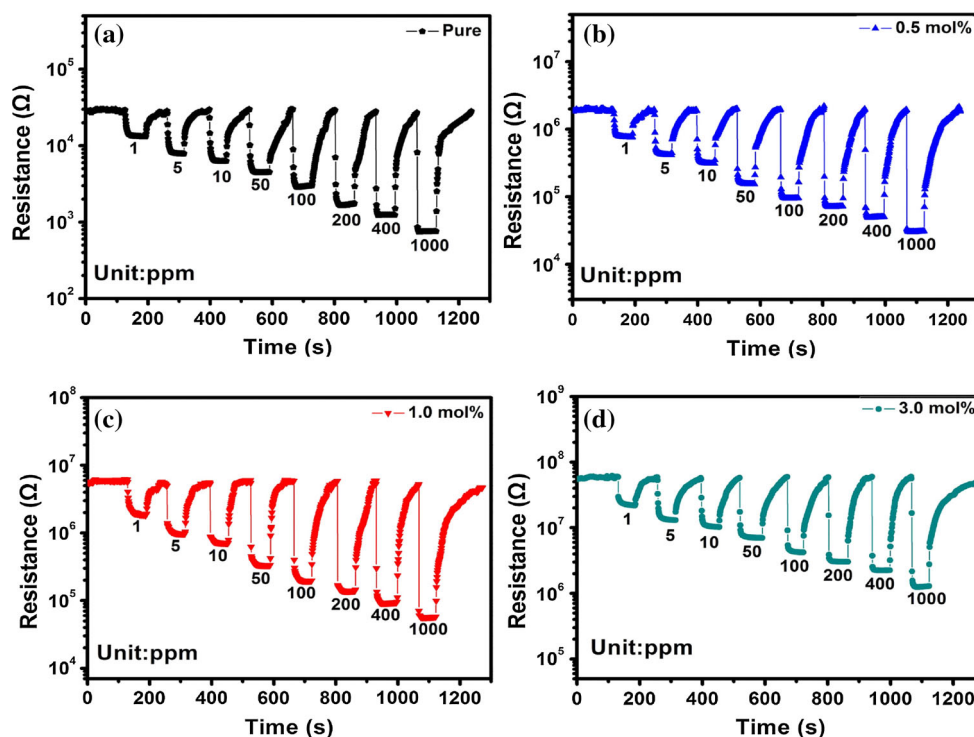 (a)
Pure
Resistance (Ω)
10⁵
10⁴
10³
10²
1
5
10
50
100
200
400
1000
Unit:ppm
0 200 400 600 800 1000 1200
Time (s)
(b)
0.5 mol%
Resistance (Ω)
10⁷
10⁶
10⁵
10⁴
1
5
10
50
100
200
400
1000
Unit:ppm
0 200 400 600 800 1000 1200
Time (s)
(c)
1.0 mol%
Resistance (Ω)
10⁸
10⁷
10⁶
10⁵
10⁴
1
5
10
50
100
200
400
1000
Unit:ppm
0 200 400 600 800 1000 1200
Time (s)
(d)
3.0 mol%
Resistance (Ω)
10⁹
10⁸
10⁷
10⁶
10⁵
1
5
10
50
100
200
400
1000
Unit:ppm
0 200 400 600 800 1000 1200
Time (s)